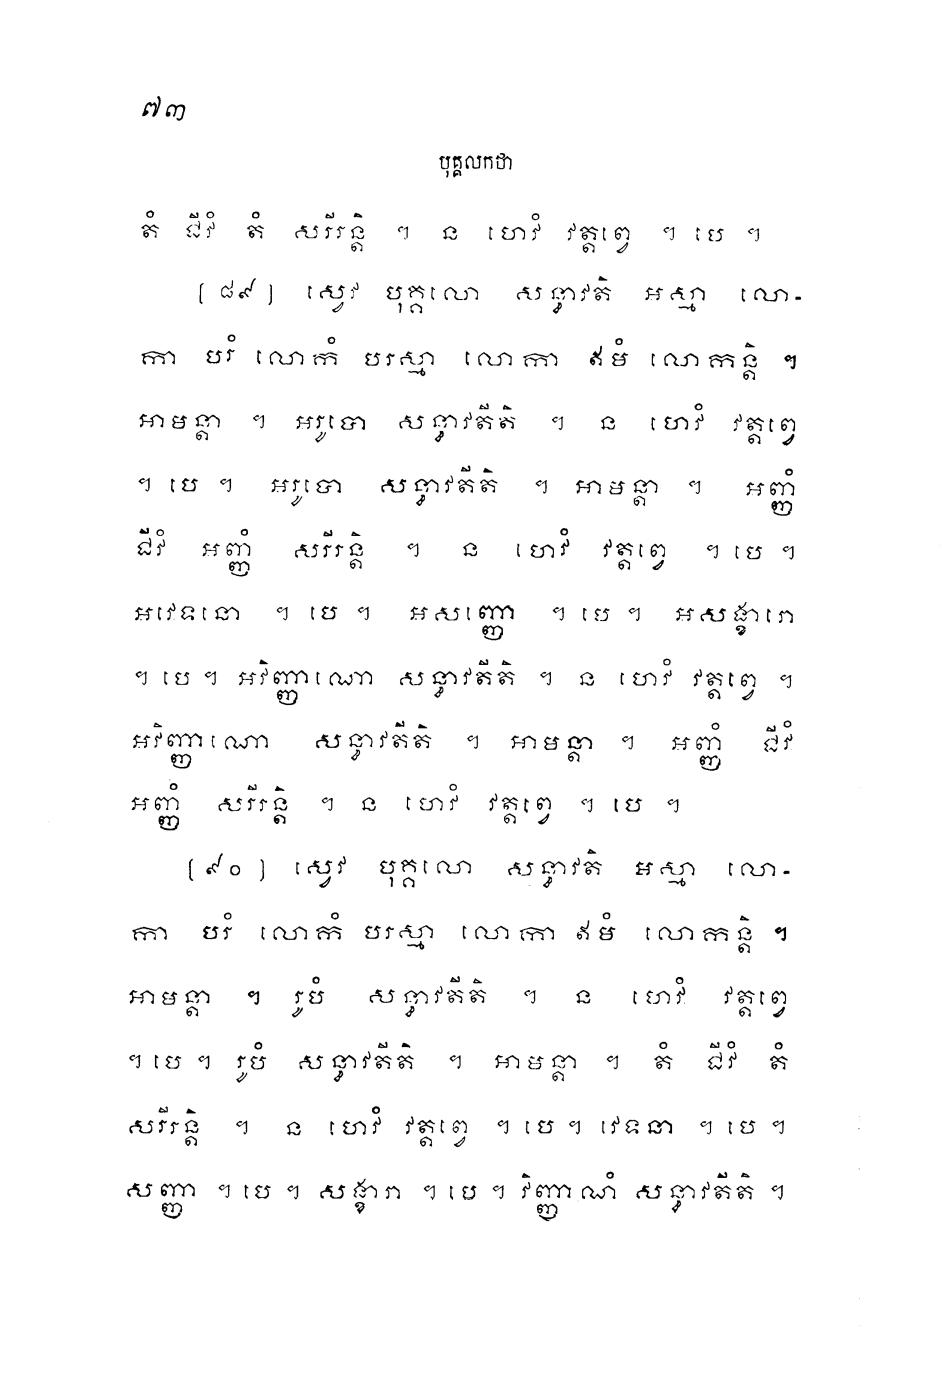 ៧៣
បុគ្គលកថា
តំ ជីវំ តំ សរីរន្តិ ។ ន ហេវំ វត្តព្វេ ។ បេ ។
[៨៩] ស្វេវ បុគ្គលោ សន្ធាវតិ អស្មា លោ-
កា បរំ លោកំ បរស្មា លោកា ឥមំ លោកន្តិ ។
អាមន្តា ។ អរូបោ សន្ធាវតីតិ ។ ន ហេវំ វត្តព្វេ
។ បេ ។ អរូបោ សន្ធាវតីតិ ។ អាមន្តា ។ អញ្ញំ
ជីវំ អញ្ញំ សរីរន្តិ ។ ន ហេវំ វត្តព្វេ ។ បេ ។
អវេទនោ ។ បេ ។ អសញ្ញោ ។ បេ ។ អសង្ខារោ
។ បេ ។ អវិញ្ញាណោ សន្ធាវតីតិ ។ ន ហេវំ វត្តព្វេ ។
អវិញ្ញាណោ សន្ធាវតីតិ ។ អាមន្តា ។ អញ្ញំ ជីវំ
អញ្ញំ សរីរន្តិ ។ ន ហេវំ វត្តព្វេ ។ បេ ។
[៩០] ស្វេវ បុគ្គលោ សន្ធាវតិ អស្មា លោ-
កា បរំ លោកំ បរស្មា លោកា ឥមំ លោកន្តិ ។
អាមន្តា ។ រូបំ សន្ធាវតីតិ ។ ន ហេវំ វត្តព្វេ
។ បេ ។ រូបំ សន្ធាវតីតិ ។ អាមន្តា ។ តំ ជីវំ តំ
សរីរន្តិ ។ ន ហេវំ វត្តព្វេ ។ បេ ។ វេទនា ។ បេ ។
សញ្ញា ។ បេ ។ សង្ខារា ។ បេ ។ វិញ្ញាណំ សន្ធាវតីតិ ។